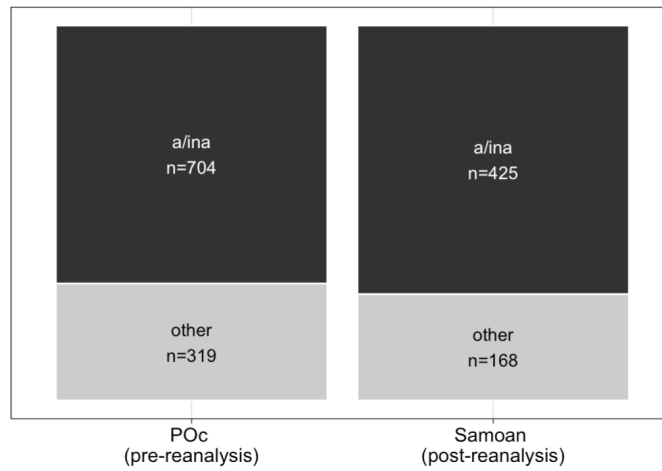 a/ina
n=704
a/ina
n=425
other
n=319
other
n=168
POc
(pre-reanalysis)
Samoan
(post-reanalysis)